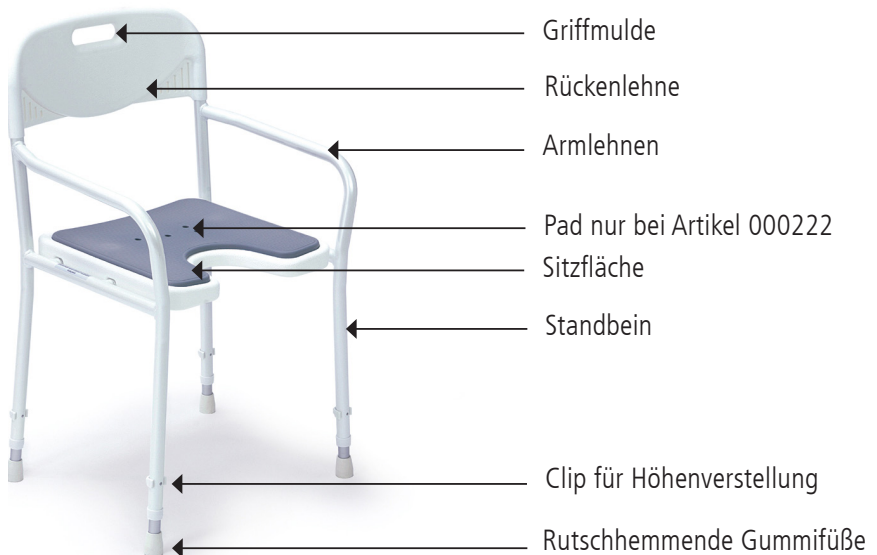 Griffmulde
Rückenlehne
Armlehnen
Pad nur bei Artikel 000222
Sitzfläche
Standbein
Clip für Höhenverstellung
Rutschhemmende Gummifüße